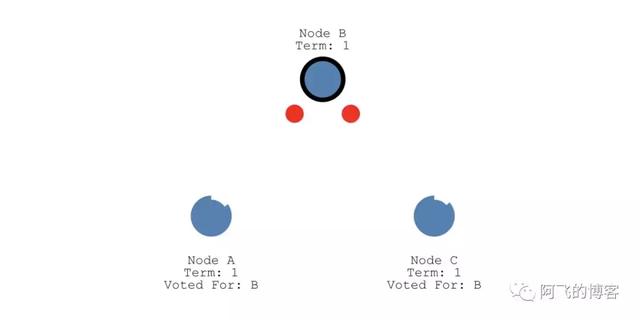 Node B
Term: 1
Node A
Term: 1
Voted For: B
Node C
Term: 1
Voted For: B
阿飞的博客